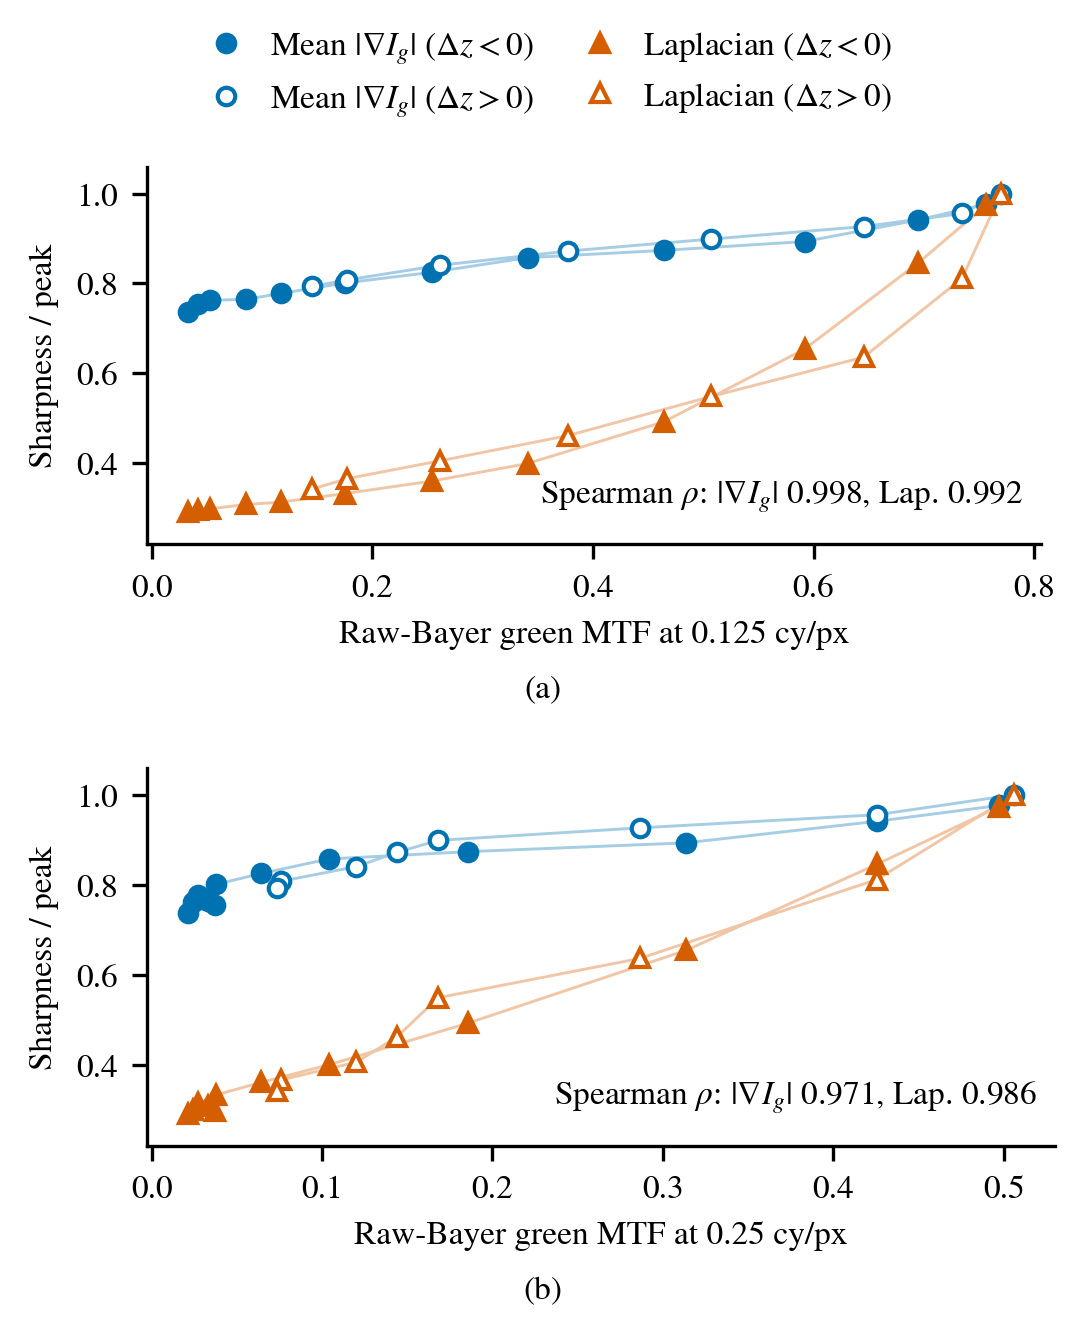 Mean |∇I_g| (Δz < 0)
Laplacian (Δz < 0)
Mean |∇I_g| (Δz > 0)
Laplacian (Δz > 0)
1.0
0.8
0.6
0.4
Sharpness / peak
Spearman ρ: |∇I_g| 0.998, Lap. 0.992
0.0 0.2 0.4 0.6 0.8
Raw-Bayer green MTF at 0.125 cy/px
(a)
1.0
0.8
0.6
0.4
Sharpness / peak
Spearman ρ: |∇I_g| 0.971, Lap. 0.986
0.0 0.1 0.2 0.3 0.4 0.5
Raw-Bayer green MTF at 0.25 cy/px
(b)